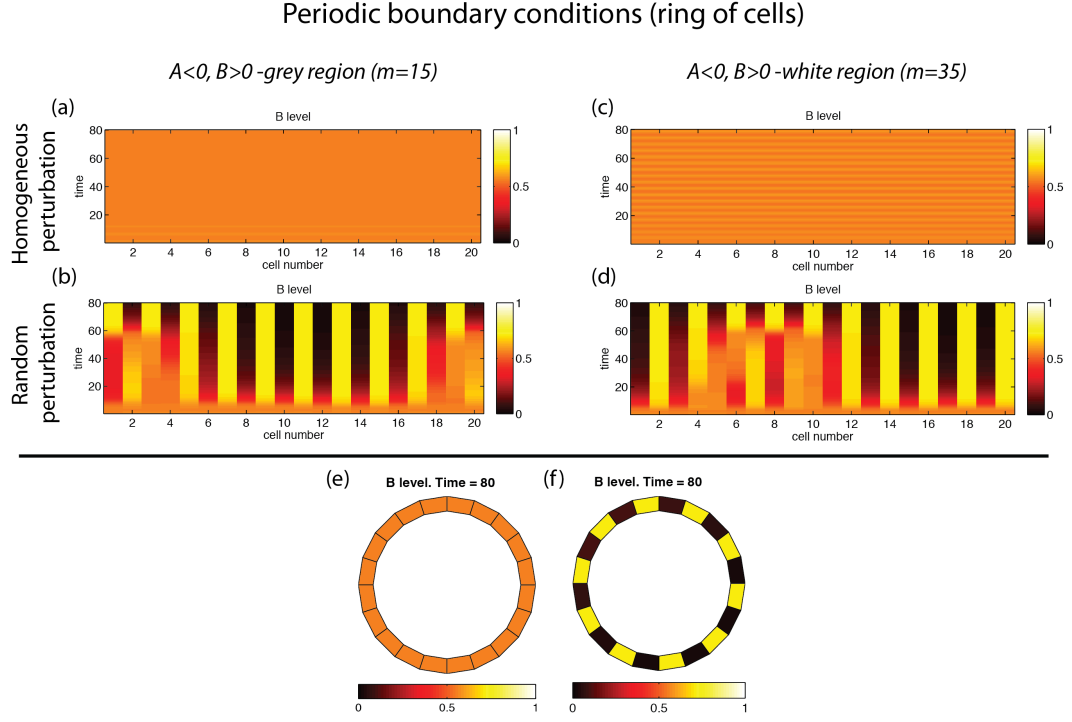 Periodic boundary conditions (ring of cells)
A<0, B>0 -grey region (m=15)
A<0, B>0 -white region (m=35)
Homogeneous
perturbation
(a)
B level
80
60
40
20
time
2 4 6 8 10 12 14 16 18 20
cell number
1
0.5
0
(c)
B level
80
60
40
20
time
2 4 6 8 10 12 14 16 18 20
cell number
1
0.5
0
Random
perturbation
(b)
B level
80
60
40
20
time
2 4 6 8 10 12 14 16 18 20
cell number
1
0.5
0
(d)
B level
80
60
40
20
time
2 4 6 8 10 12 14 16 18 20
cell number
1
0.5
0
(e)
B level. Time = 80
0 0.5 1
(f)
B level. Time = 80
0 0.5 1